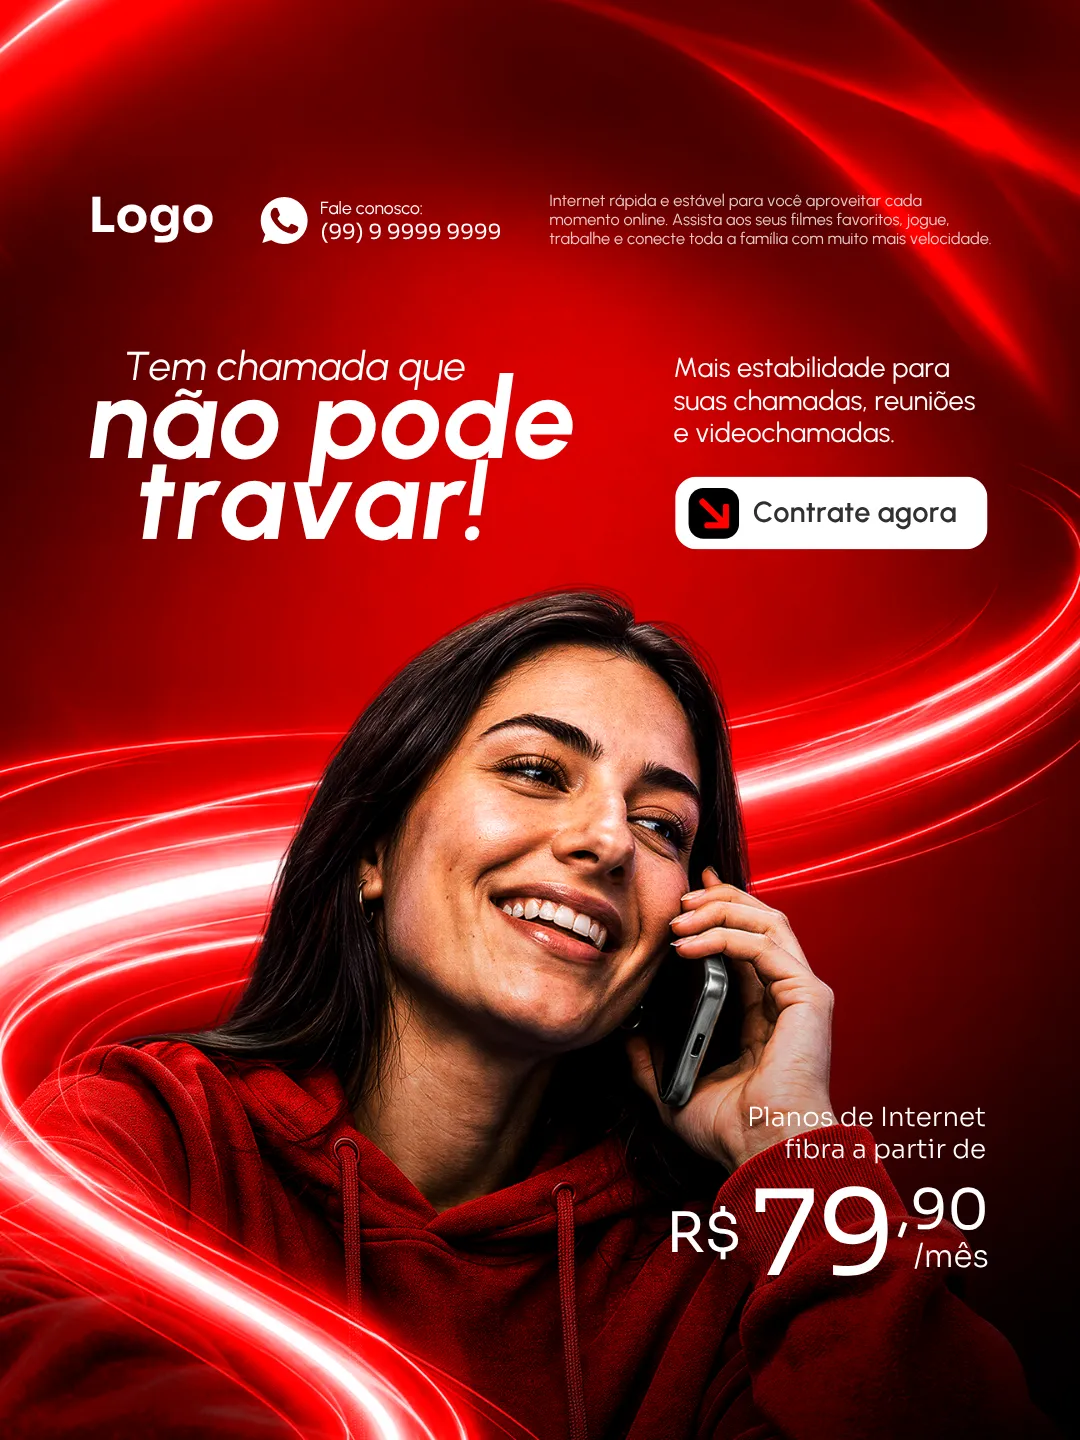 Logo
Fale conosco:
(99) 9 9999 9999
Internet rápida e estável para você aproveitar cada
momento online. Assista aos seus filmes favoritos, jogue,
trabalhe e conecte toda a família com muito mais velocidade.
Tem chamada que
não pode
travar!
Mais estabilidade para
suas chamadas, reuniões
e videochamadas.
Contrate agora
Planos de Internet
fibra a partir de
R$ 79,90
/mês